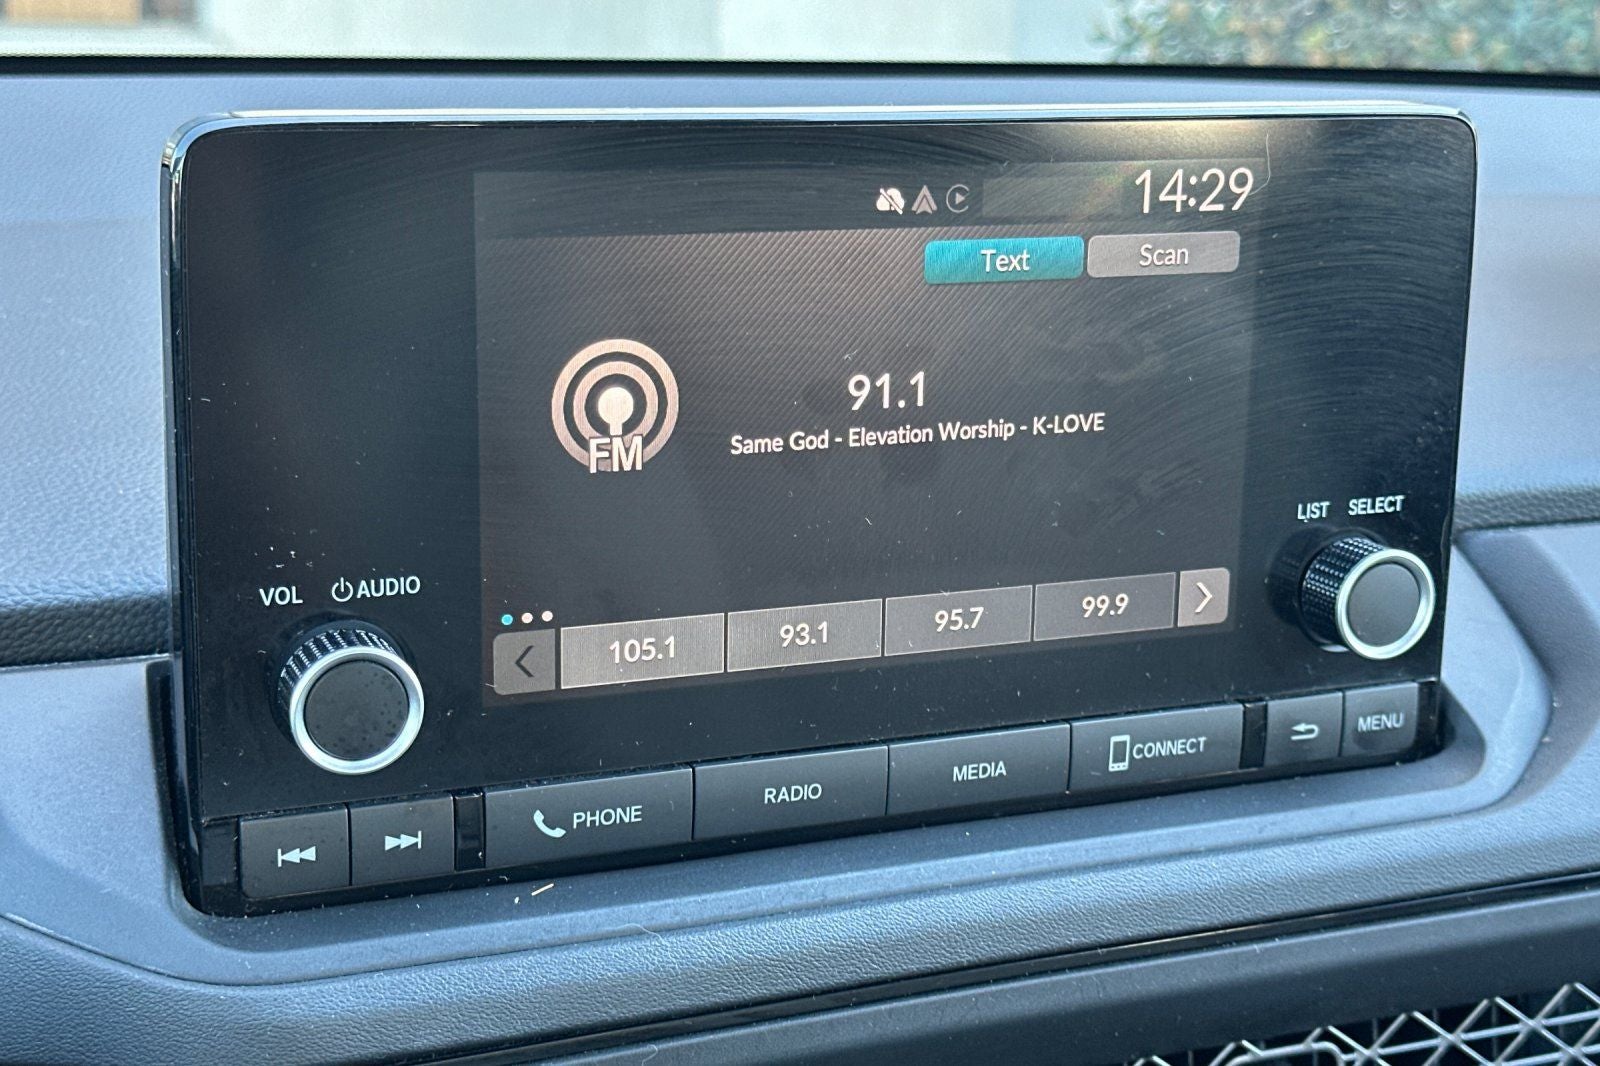 14:29
Text
Scan
91.1
FM
Same God - Elevation Worship - K-LOVE
LIST SELECT
VOL AUDIO
105.1
93.1
95.7
99.9
PHONE
RADIO
MEDIA
CONNECT
MENU